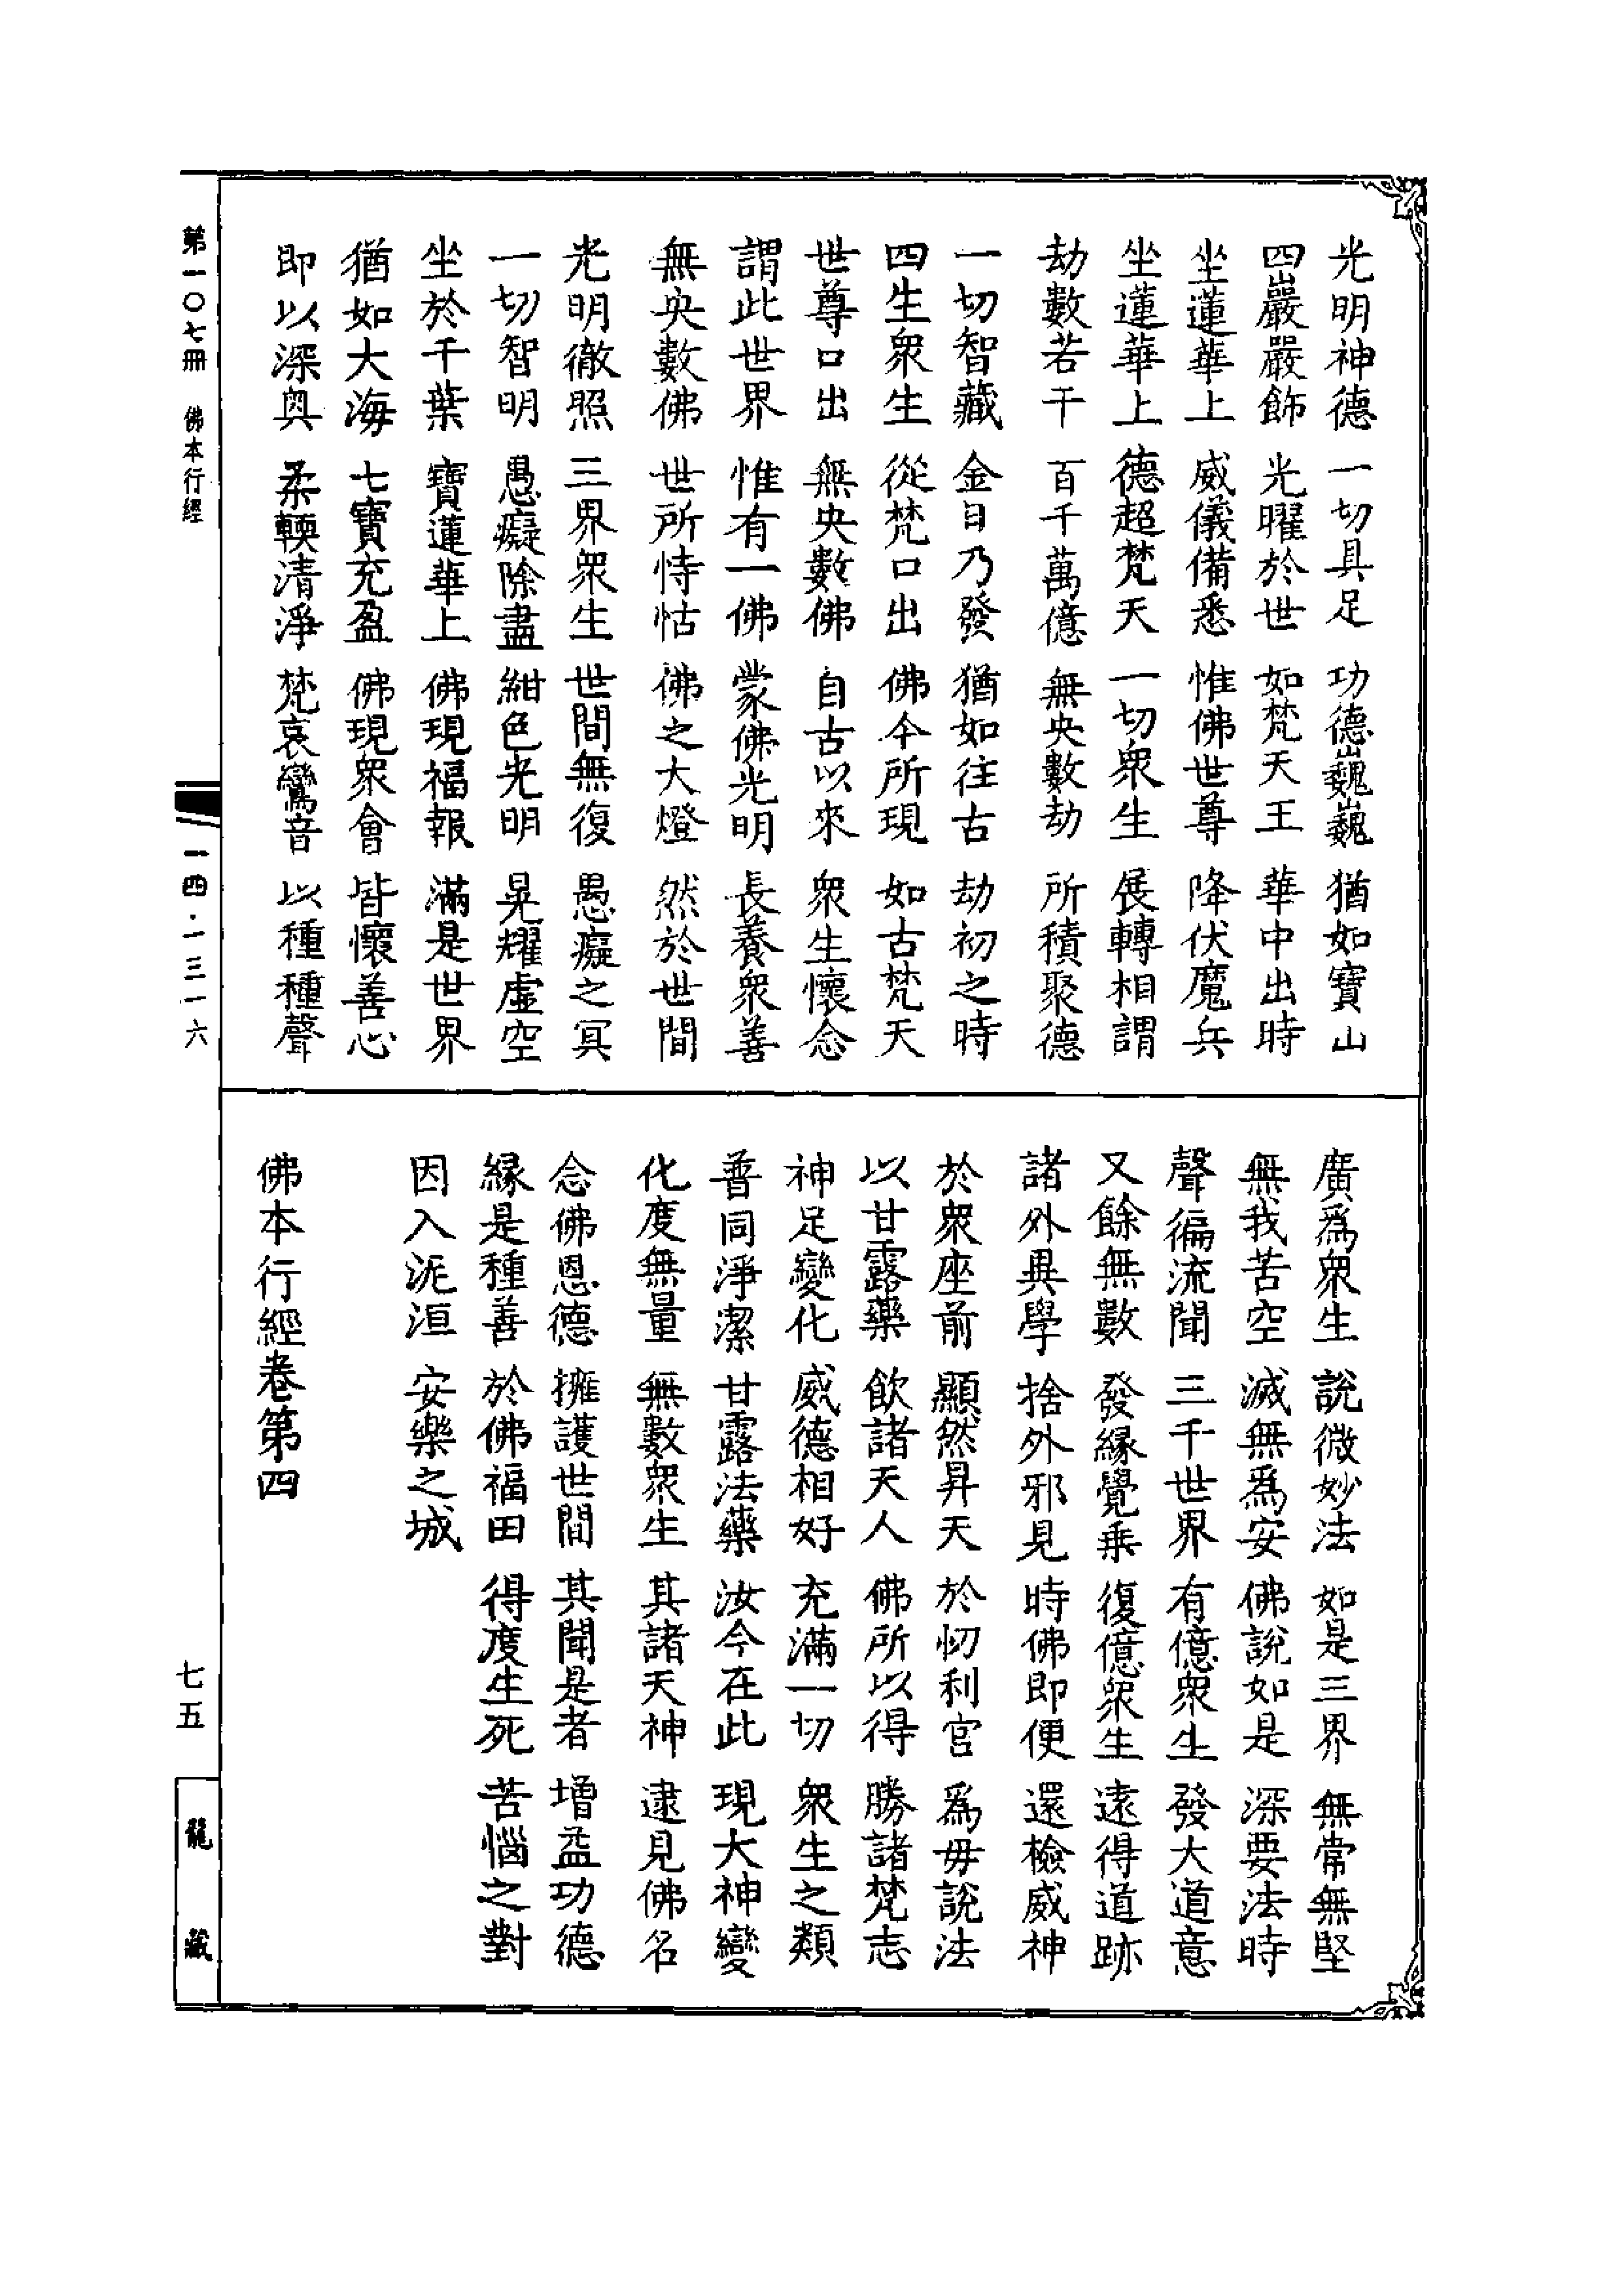 光明神德　一切具足　功德巍巍　猶如寶山
四巖嚴飾　光曜於世　如梵天王　華中出時
坐蓮華上　威儀備悉　惟佛世尊　降伏魔兵
坐蓮華上　德超梵天　一切衆生　展轉相謂
劫數若干　百千萬億　無央數劫　所積聚德
一切智藏　金日乃發　猶如往古　劫初之時
四生衆生　從梵口出　佛今所現　如古梵天
世尊口出　無央數佛　自古以來　衆生懷念
謂此世界　惟有一佛　蒙佛光明　長養衆善
無央數佛　世所恃怙　佛之大燈　然於世間
光明徹照　三界衆生　世間無復　愚癡之冥
一切智明　愚癡除盡　紺色光明　晃耀虛空
坐於千葉　寶蓮華上　佛現福報　滿是世界
猶如大海　七寶充盈　佛現衆會　皆懷善心
即以深奧　柔輭清淨　梵哀鸞音　以種種聲
廣爲衆生　說微妙法　如是三界　無常無堅
無我苦空　滅無爲安　佛說如是　深要法時
聲徧流聞　三千世界　有億衆生　發大道意
又餘無數　發緣覺乘　復億衆生　逺得道跡
諸外異學　捨外邪見　時佛即便　還檢威神
於衆座前　顯然昇天　於忉利宮　爲母說法
以甘露藥　飲諸天人　佛所以得　勝諸梵志
神足變化　威德相好　充滿一切　衆生之類
普同淨潔　甘露法藥　汝今在此　現大神變
化度無量　無數衆生　其諸天神　逮見佛名
念佛恩德　擁護世間　其聞是者　增益功德
緣是種善　於佛福田　得度生死　苦惱之對
因入泥洹　安樂之城
佛本行經卷第四
第一〇七冊　佛本行經
一四·一三一六
七五
龍藏